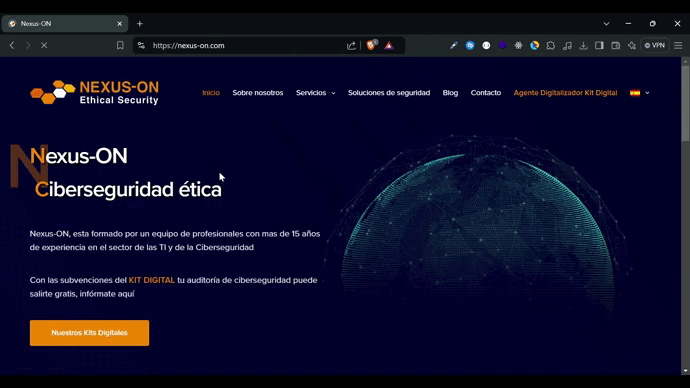 Nexus-ON
https://nexus-on.com
VPN
NEXUS-ON
Ethical Security
Inicio
Sobre nosotros
Servicios
Soluciones de seguridad
Blog
Contacto
Agente Digitalizador Kit Digital
N
Nexus-ON
Ciberseguridad ética
Nexus-ON, esta formado por un equipo de profesionales con mas de 15 años
de experiencia en el sector de las TI y de la Ciberseguridad
Con las subvenciones del KIT DIGITAL tu auditoría de ciberseguridad puede
salirte gratis, infórmate aquí
Nuestros Kits Digitales